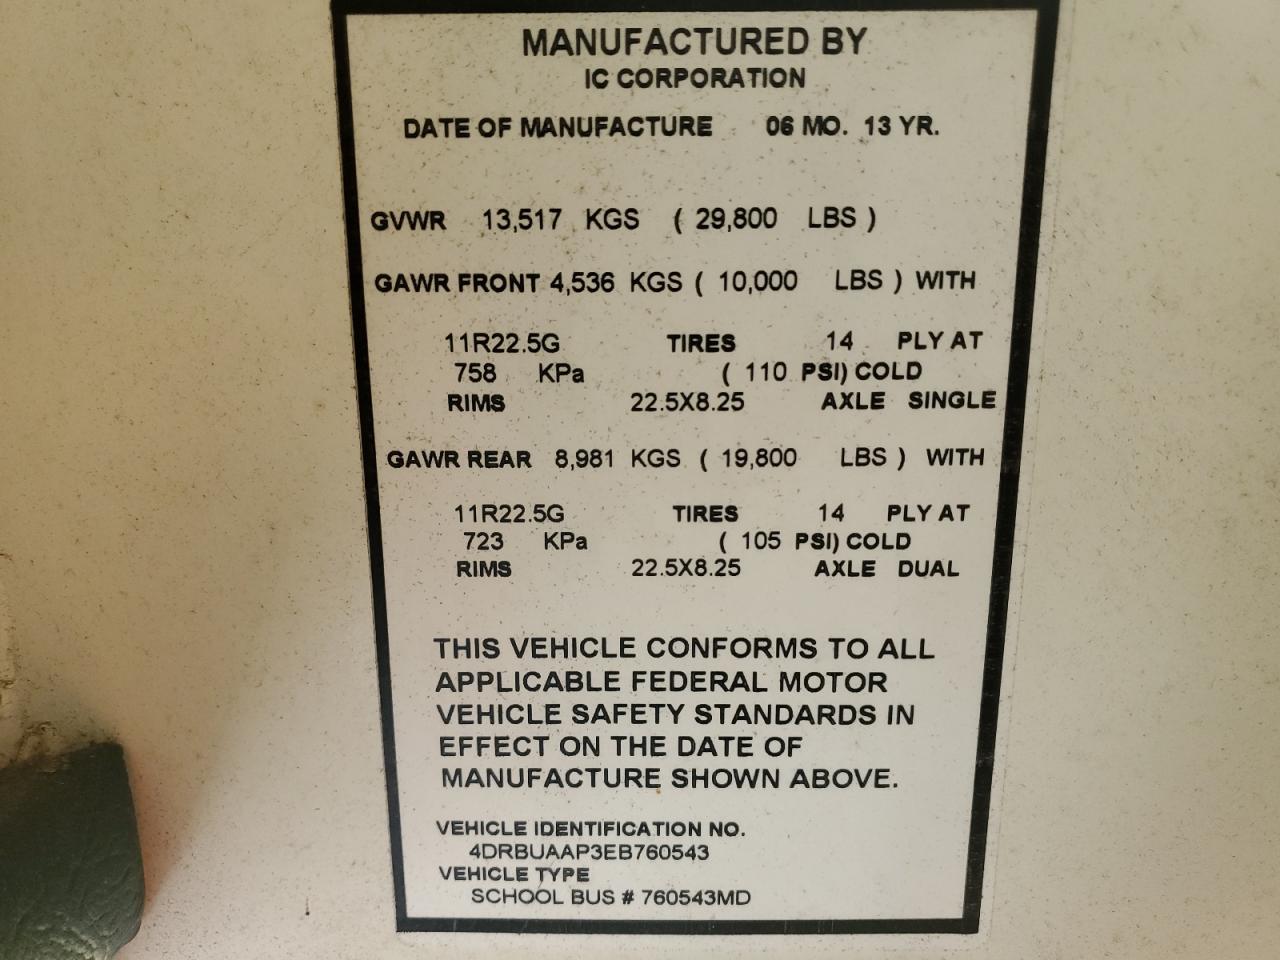 MANUFACTURED BY
IC CORPORATION
DATE OF MANUFACTURE 06 MO. 13 YR.
GVWR 13,517 KGS ( 29,800 LBS )
GAWR FRONT 4,536 KGS ( 10,000 LBS ) WITH
11R22.5G TIRES 14 PLY AT
758 KPa ( 110 PSI) COLD
RIMS 22.5X8.25 AXLE SINGLE
GAWR REAR 8,981 KGS ( 19,800 LBS ) WITH
11R22.5G TIRES 14 PLY AT
723 KPa ( 105 PSI) COLD
RIMS 22.5X8.25 AXLE DUAL
THIS VEHICLE CONFORMS TO ALL
APPLICABLE FEDERAL MOTOR
VEHICLE SAFETY STANDARDS IN
EFFECT ON THE DATE OF
MANUFACTURE SHOWN ABOVE.
VEHICLE IDENTIFICATION NO.
4DRBUAAP3EB760543
VEHICLE TYPE
SCHOOL BUS # 760543MD